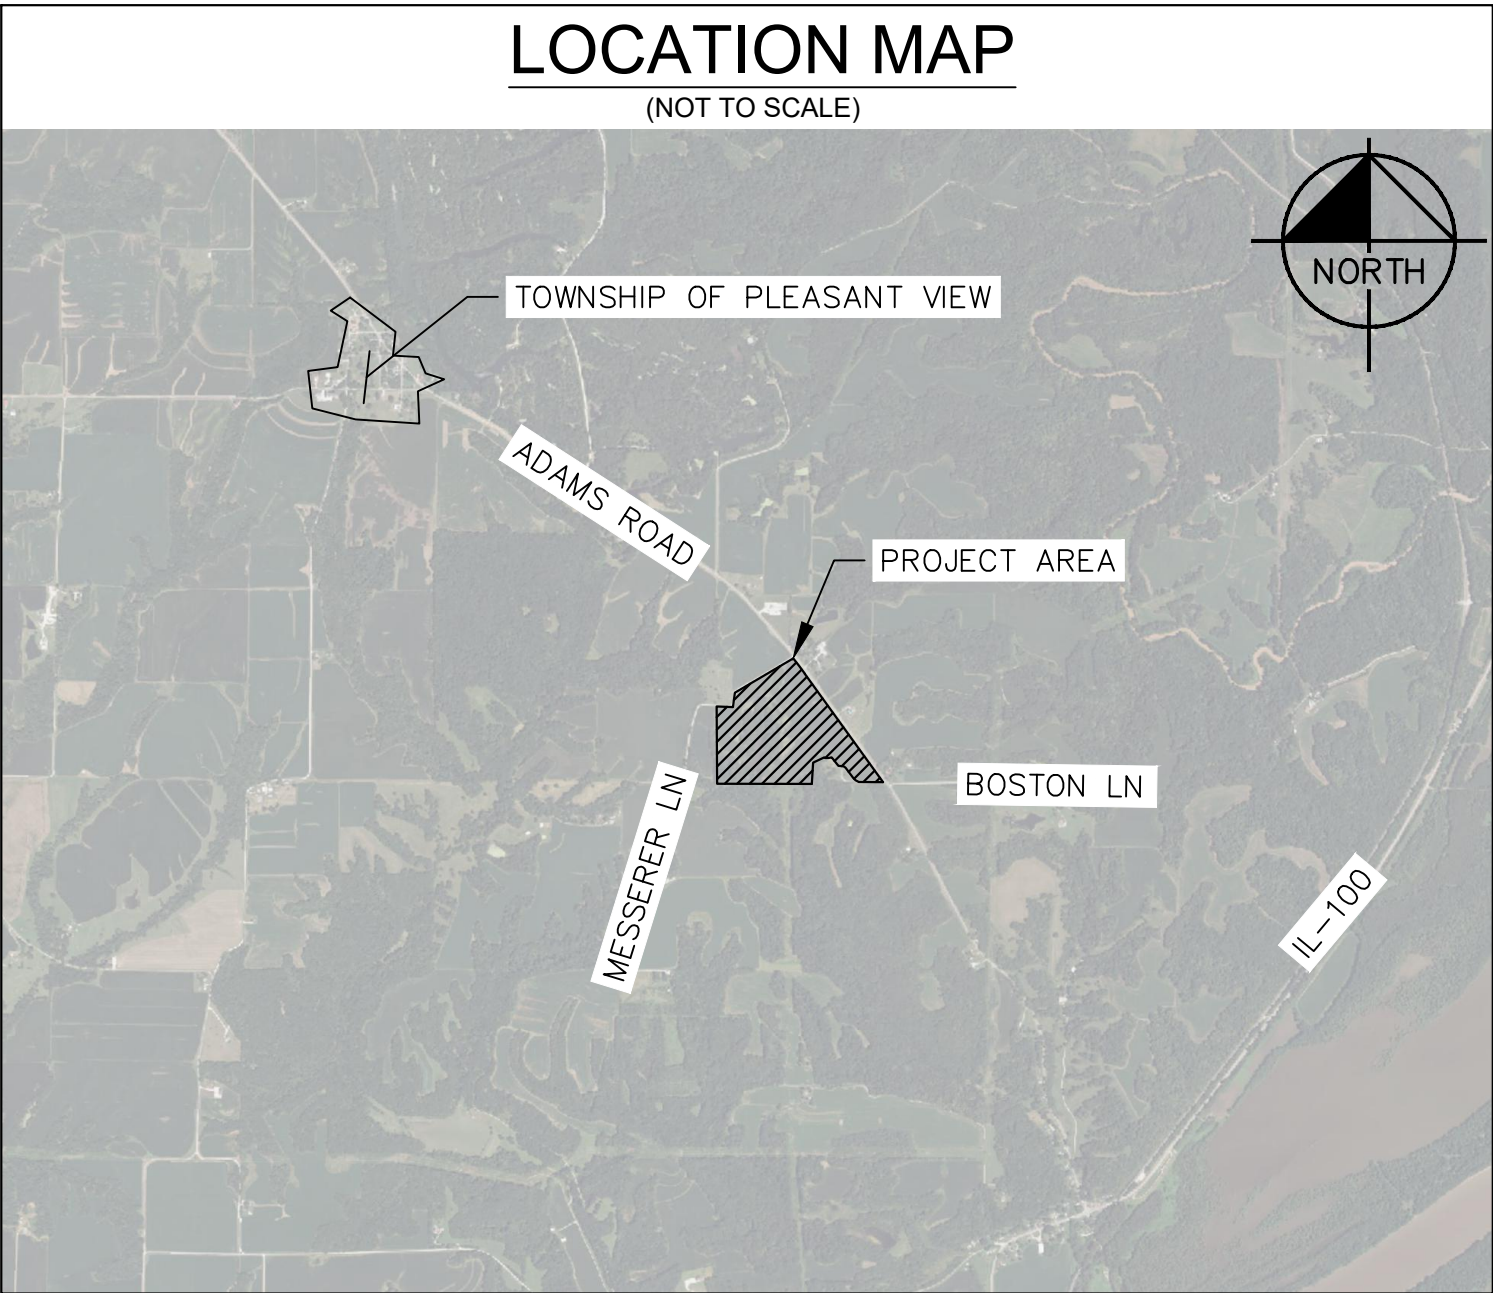 LOCATION MAP
(NOT TO SCALE)
NORTH
TOWNSHIP OF PLEASANT VIEW
ADAMS ROAD
PROJECT AREA
BOSTON LN
MESSERER LN
IL-100